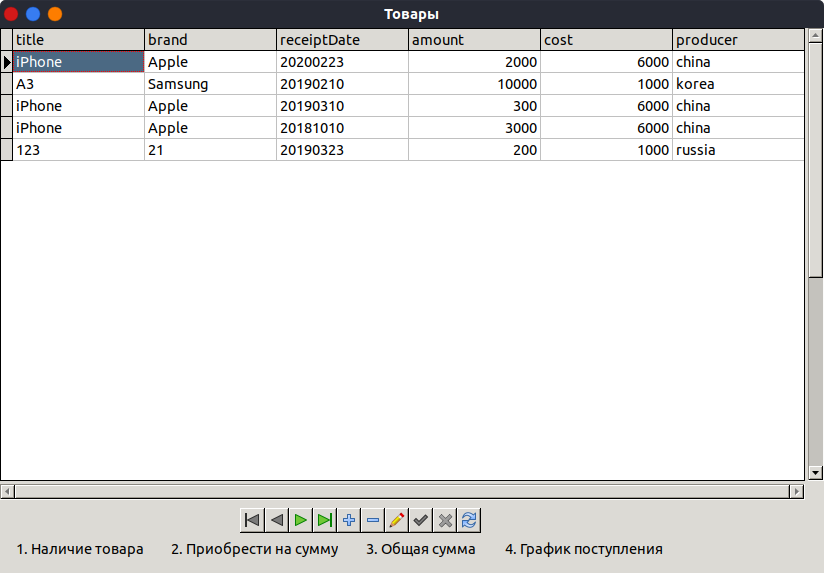 Товары
title brand receiptDate amount cost producer
iPhone Apple 20200223 2000 6000 china
A3 Samsung 20190210 10000 1000 korea
iPhone Apple 20190310 300 6000 china
iPhone Apple 20181010 3000 6000 china
123 21 20190323 200 1000 russia
1. Наличие товара 2. Приобрести на сумму 3. Общая сумма 4. График поступления